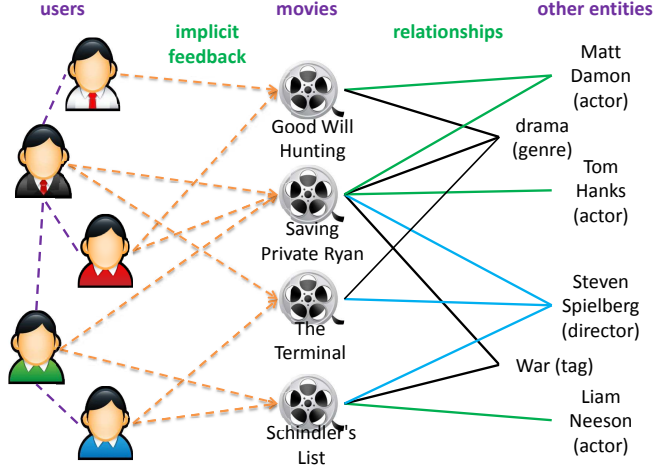 users
implicit
feedback
movies
relationships
other entities
Good Will
Hunting
Saving
Private Ryan
The
Terminal
Schindler's
List
Matt
Damon
(actor)
drama
(genre)
Tom
Hanks
(actor)
Steven
Spielberg
(director)
War (tag)
Liam
Neeson
(actor)